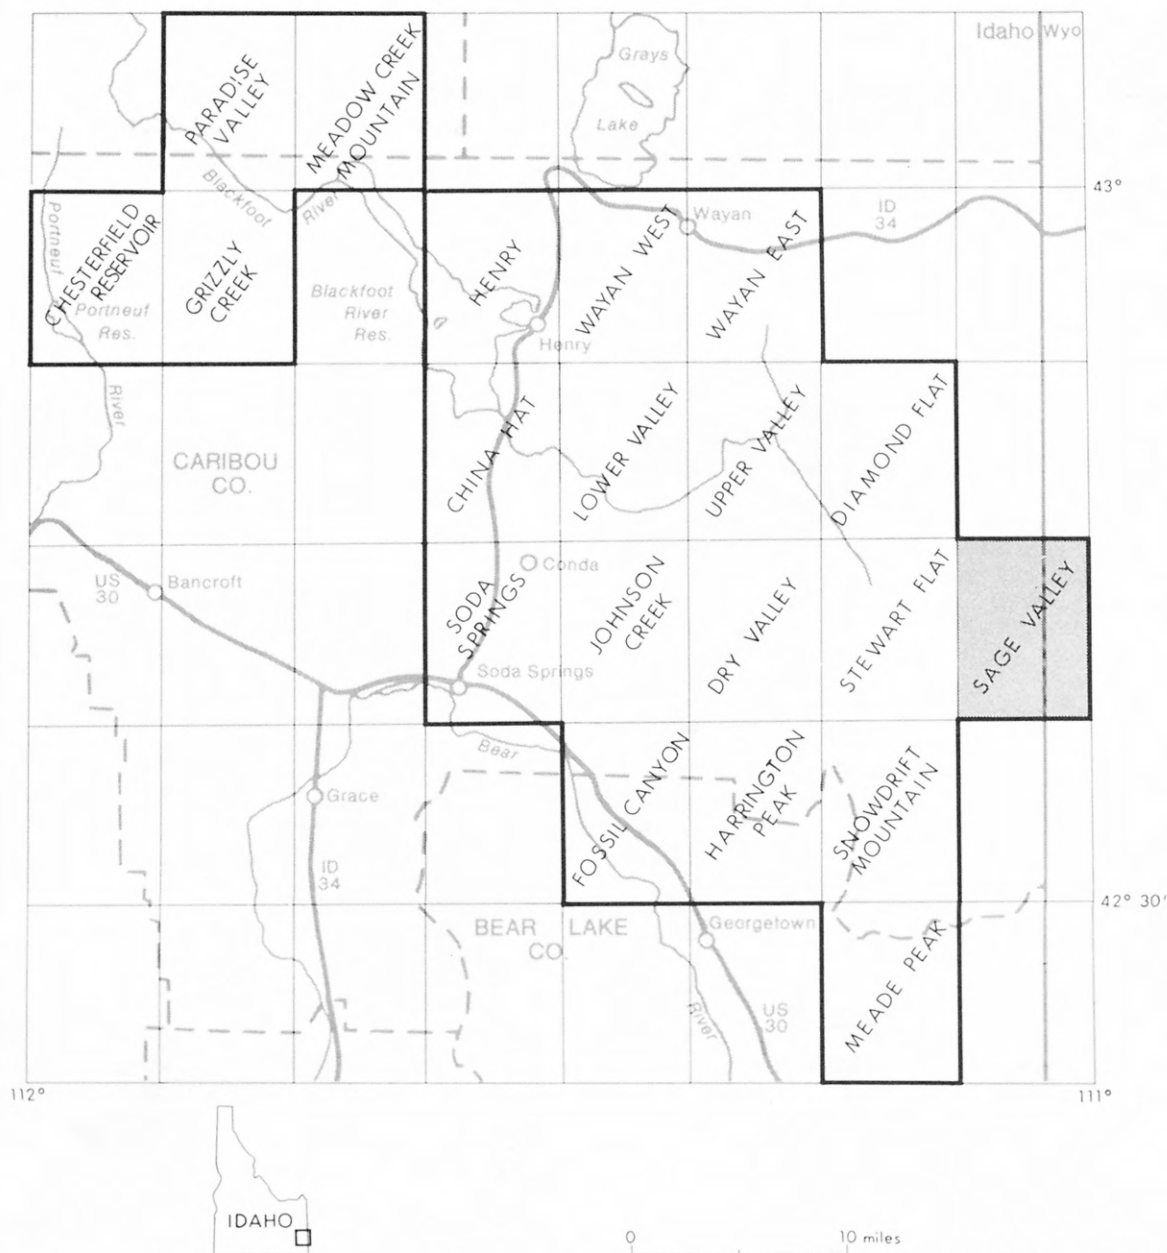 Idaho Wyo
Grays
Lake
PARADISE
VALLEY
MEADOW CREEK
MOUNTAIN
Blackfoot
River
43°
ID
34
Wayan
Portneuf
CHESTERFIELD
RESERVOIR
GRIZZLY
CREEK
HENRY
WAYAN WEST
WAYAN EAST
Portneuf
Res.
Blackfoot
River
Res.
Henry
River
CARIBOU
CO.
CHINA HAT
LOWER VALLEY
UPPER VALLEY
DIAMOND FLAT
US
30
Bancroft
Conda
SODA
SPRINGS
JOHNSON
CREEK
DRY VALLEY
STEWART FLAT
SAGE VALLEY
Soda Springs
Bear
Grace
FOSSIL CANYON
HARRINGTON
PEAK
SNOWDRIFT
MOUNTAIN
ID
34
42° 30'
BEAR LAKE
CO.
Georgetown
MEADE PEAK
River
US
30
112°
111°
IDAHO
0
10 miles